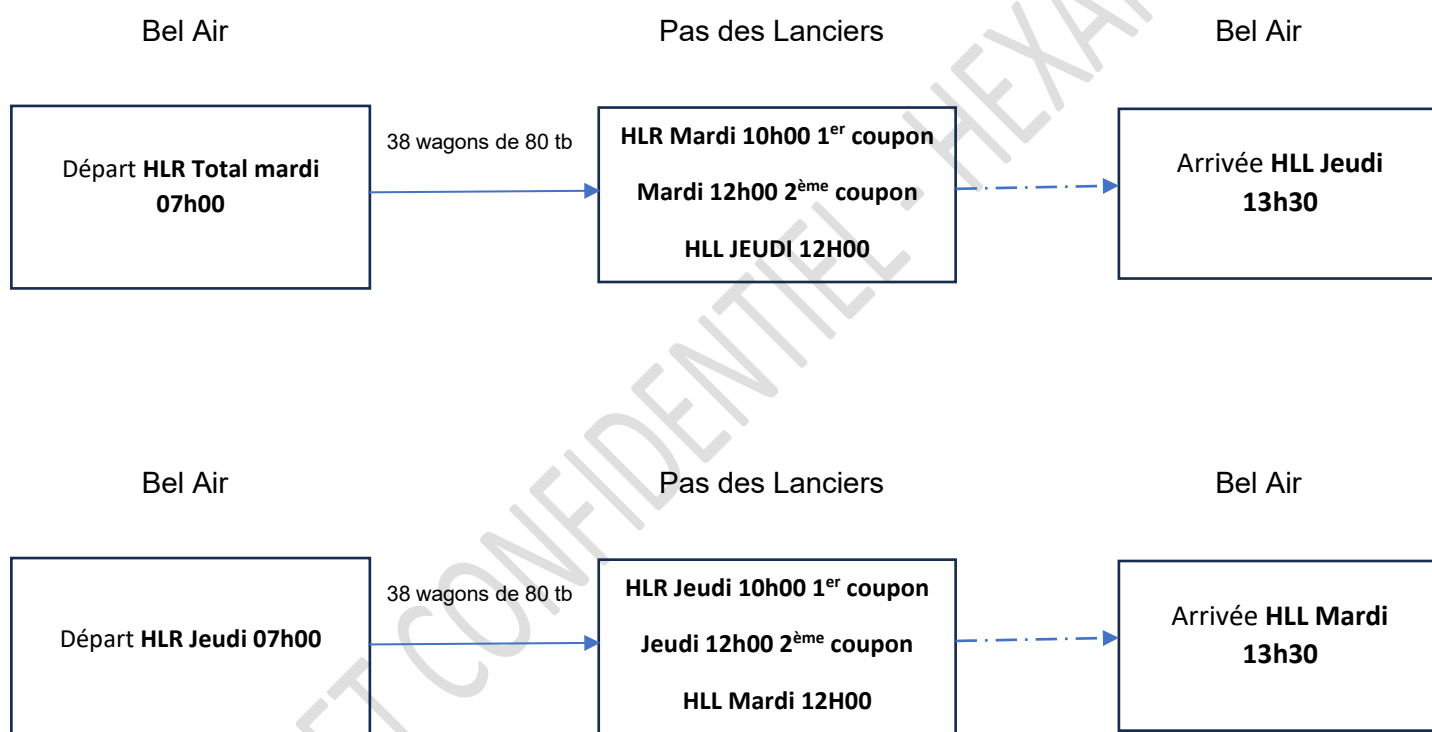 Bel Air
Pas des Lanciers
Bel Air
Départ HLR Total mardi
07h00
38 wagons de 80 tb
HLR Mardi 10h00 1er coupon
Mardi 12h00 2ème coupon
HLL JEUDI 12H00
Arrivée HLL Jeudi
13h30
Bel Air
Pas des Lanciers
Bel Air
Départ HLR Jeudi 07h00
38 wagons de 80 tb
HLR Jeudi 10h00 1er coupon
Jeudi 12h00 2ème coupon
HLL Mardi 12H00
Arrivée HLL Mardi
13h30
ET CONFIDENTIEL - HEXA